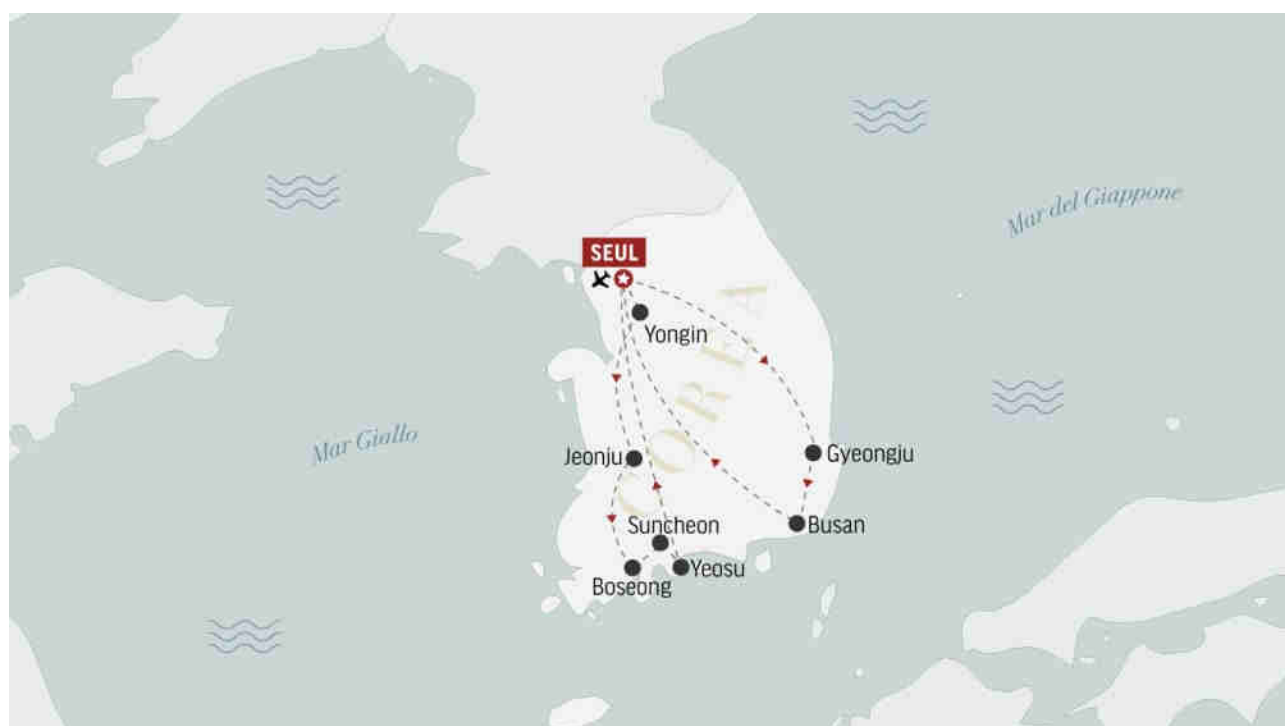 Mar del Giappone
SEUL
Yongin
COREA
Mar Giallo
Jeonju
Gyeongju
Suncheon
Busan
Boseong
Yeosu